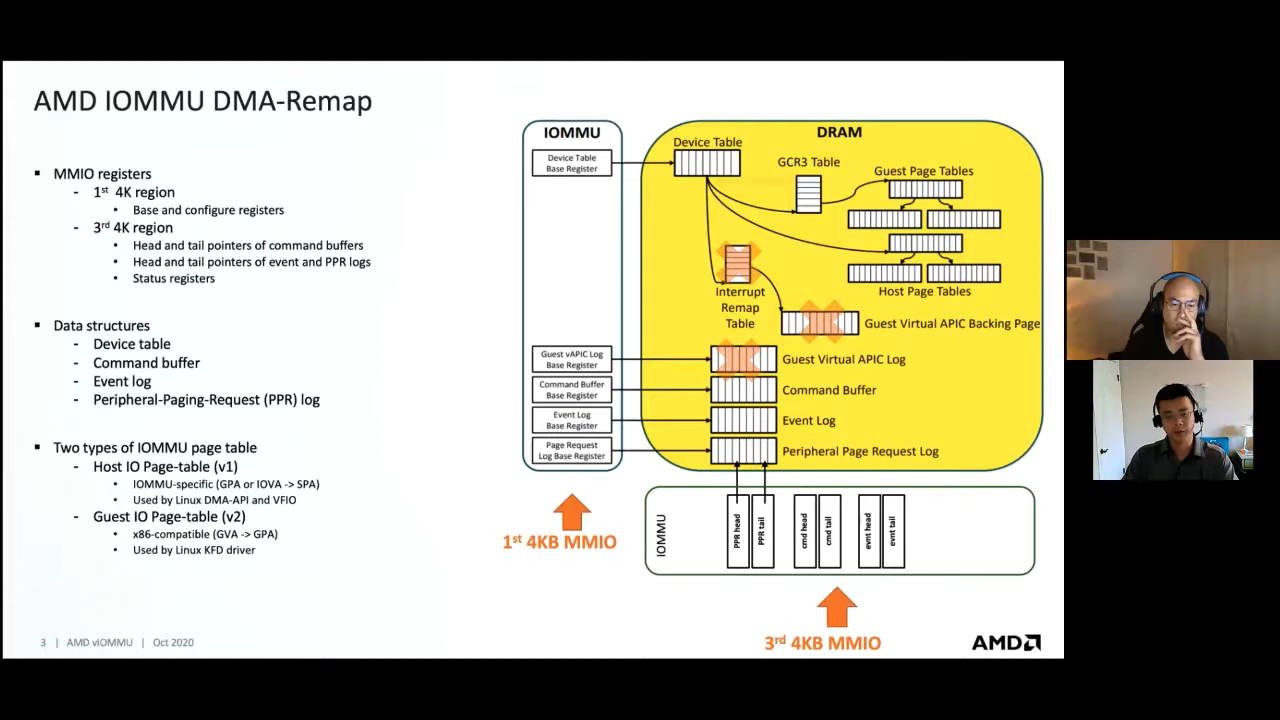 AMD IOMMU DMA-Remap
▪ MMIO registers
- 1st 4K region
• Base and configure registers
- 3rd 4K region
• Head and tail pointers of command buffers
• Head and tail pointers of event and PPR logs
• Status registers
▪ Data structures
- Device table
- Command buffer
- Event log
- Peripheral-Paging-Request (PPR) log
▪ Two types of IOMMU page table
- Host IO Page-table (v1)
• IOMMU-specific (GPA or IOVA -> SPA)
• Used by Linux DMA-API and VFIO
- Guest IO Page-table (v2)
• x86-compatible (GVA -> GPA)
• Used by Linux KFD driver
IOMMU
Device Table
Base Register
Guest vAPIC Log
Base Register
Command Buffer
Base Register
Event Log
Base Register
Page Request
Log Base Register
1st 4KB MMIO
DRAM
Device Table
GCR3 Table
Guest Page Tables
Host Page Tables
Interrupt
Remap
Table
Guest Virtual APIC Backing Page
Guest Virtual APIC Log
Command Buffer
Event Log
Peripheral Page Request Log
IOMMU
PPR head
PPR tail
cmd head
cmd tail
evnt head
evnt tail
3rd 4KB MMIO
3 | AMD vIOMMU | Oct 2020
AMD